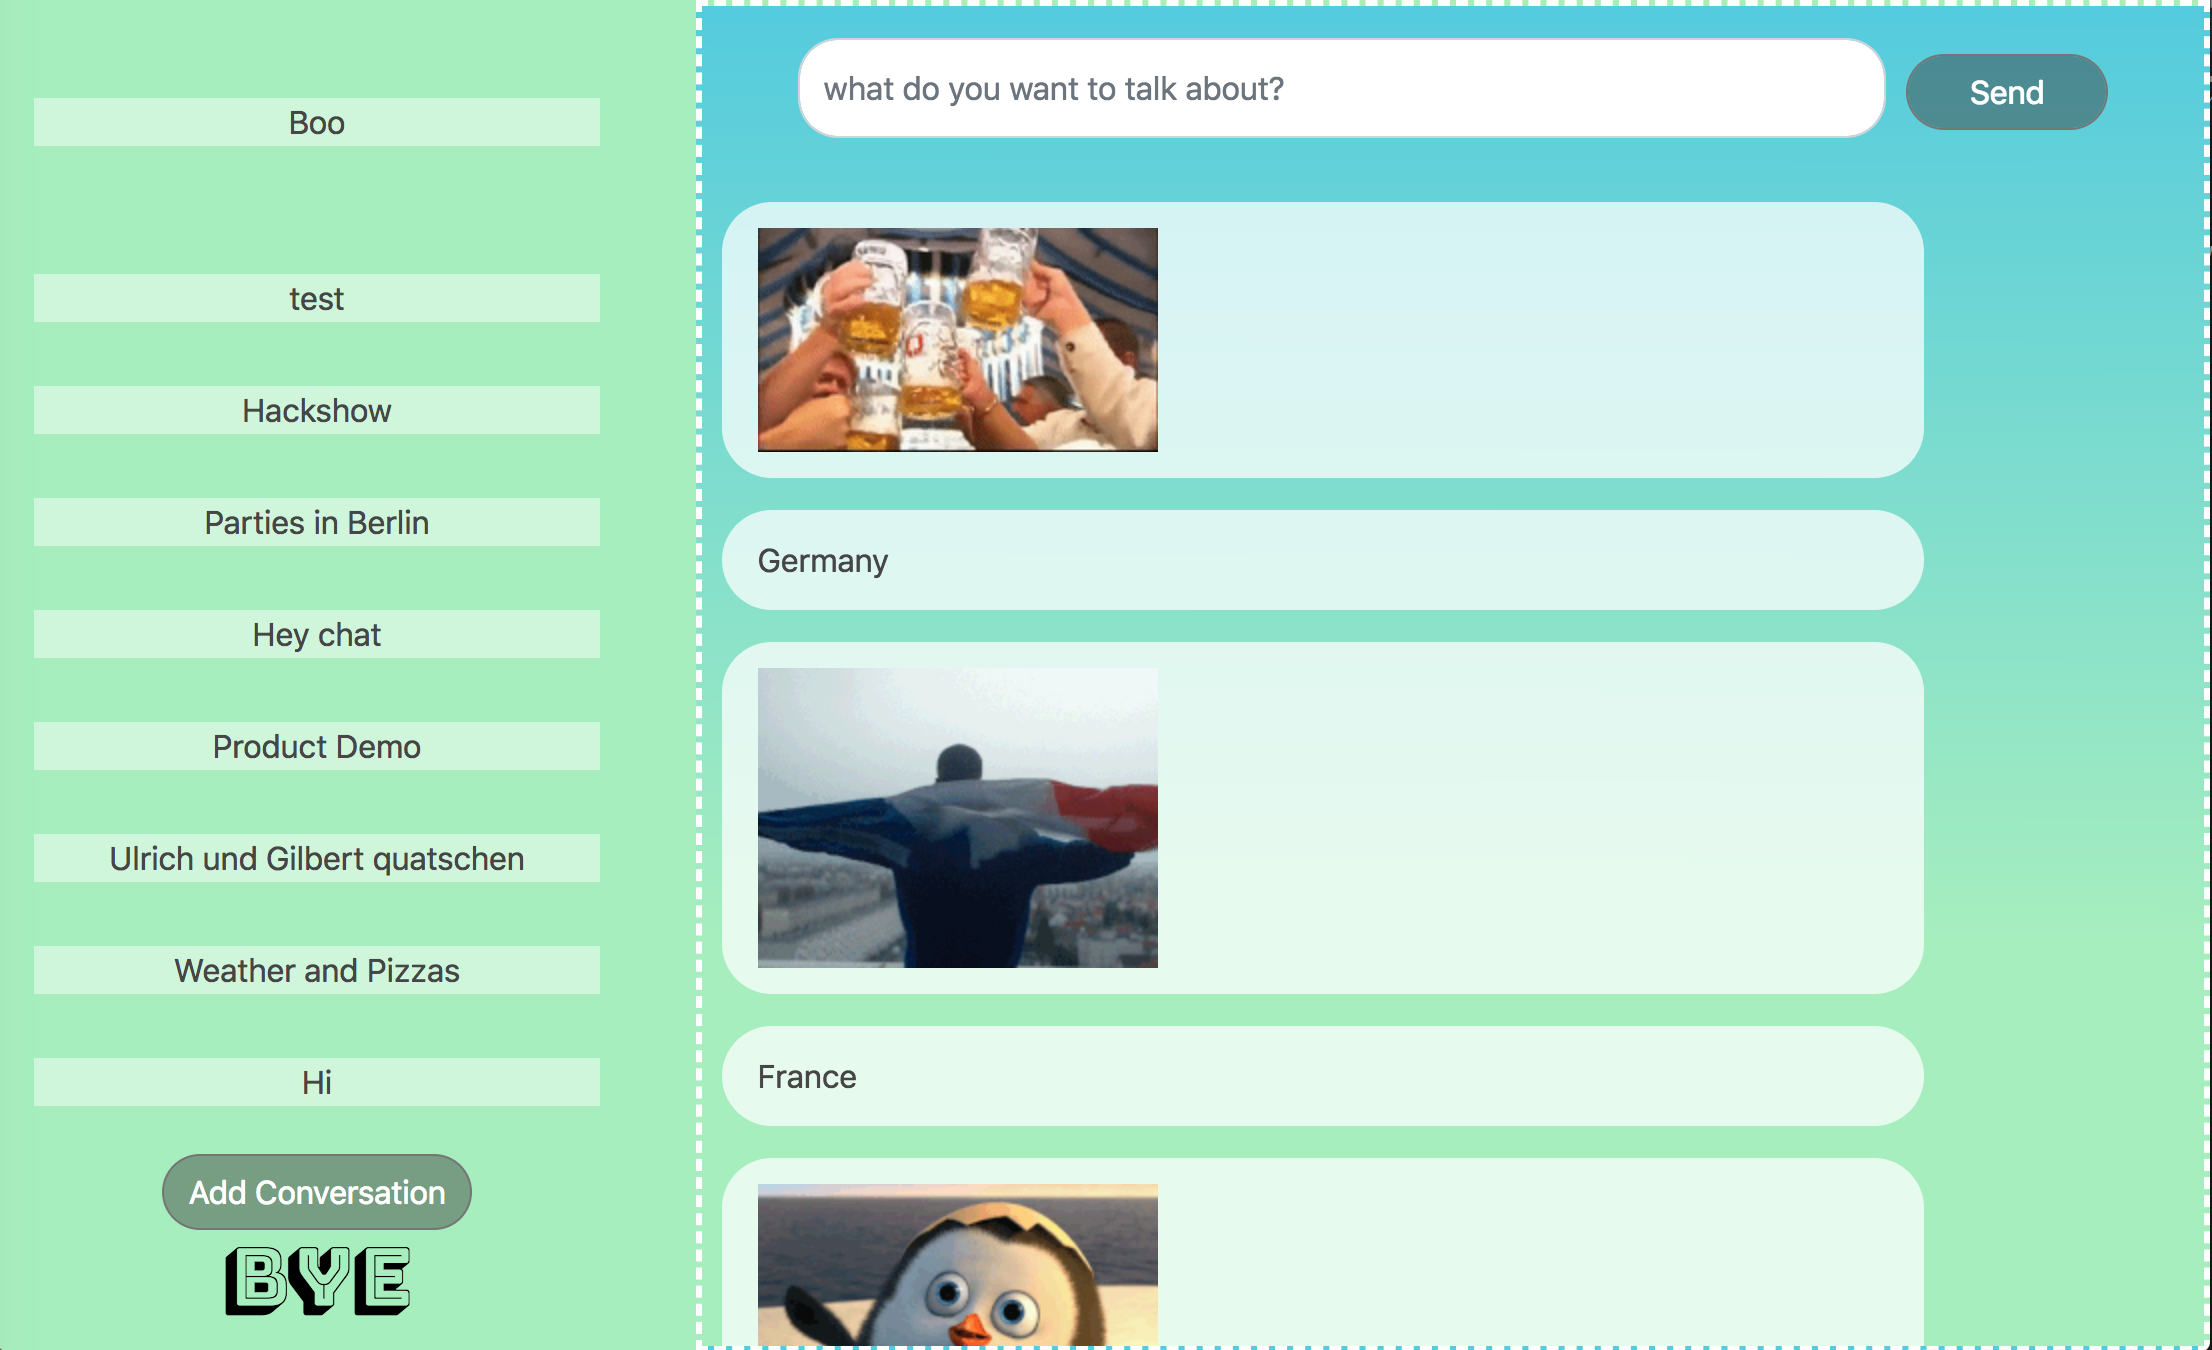 Boo
test
Hackshow
Parties in Berlin
Hey chat
Product Demo
Ulrich und Gilbert quatschen
Weather and Pizzas
Hi
Add Conversation
BYE
what do you want to talk about?
Send
Germany
France